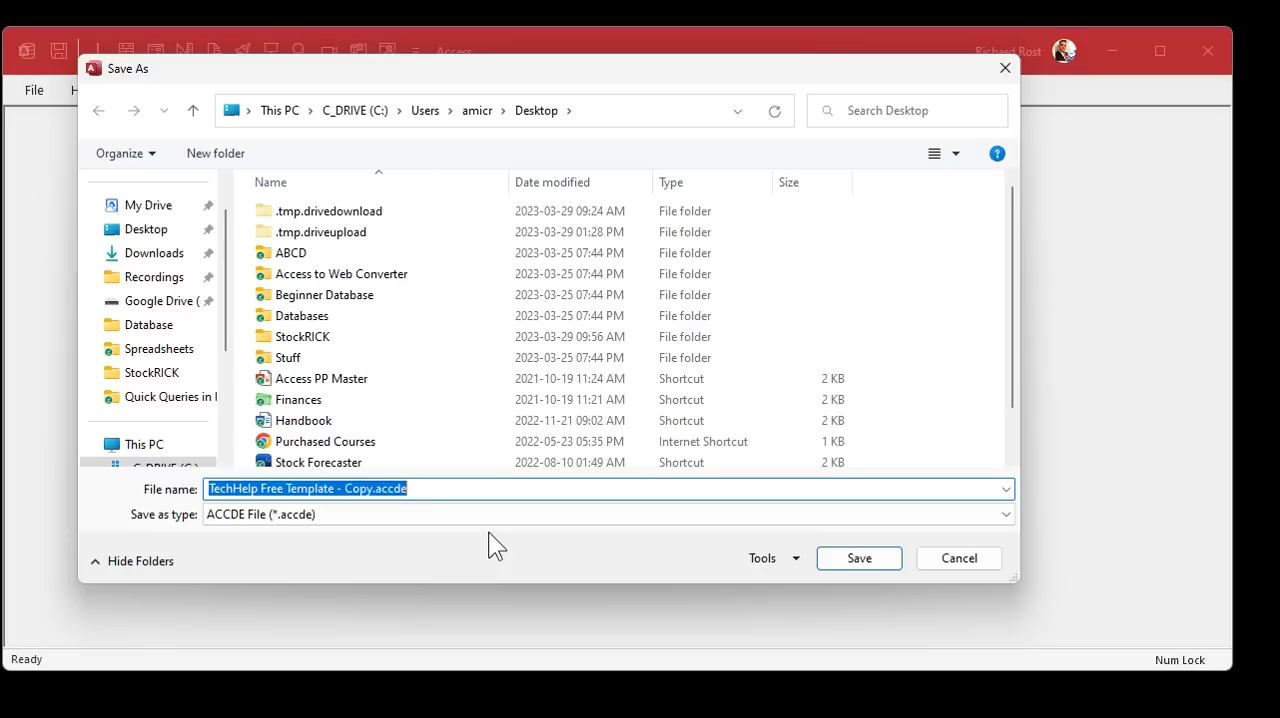 Access
Richard Rost
File
Save As
This PC > C_DRIVE (C:) > Users > amicr > Desktop >
Search Desktop
Organize
New folder
Name
Date modified
Type
Size
My Drive
Desktop
Downloads
Recordings
Google Drive (
Database
Spreadsheets
StockRICK
Quick Queries in
This PC
C_DRIVE (C:)
.tmp.drivedownload 2023-03-29 09:24 AM File folder
.tmp.driveupload 2023-03-29 01:28 PM File folder
ABCD 2023-03-25 07:44 PM File folder
Access to Web Converter 2023-03-25 07:44 PM File folder
Beginner Database 2023-03-25 07:44 PM File folder
Databases 2023-03-25 07:44 PM File folder
StockRICK 2023-03-29 09:56 AM File folder
Stuff 2023-03-25 07:44 PM File folder
Access PP Master 2021-10-19 11:24 AM Shortcut 2 KB
Finances 2021-10-19 11:21 AM Shortcut 2 KB
Handbook 2022-11-21 09:02 AM Shortcut 2 KB
Purchased Courses 2022-05-23 05:35 PM Internet Shortcut 1 KB
Stock Forecaster 2022-08-10 01:49 AM Shortcut 2 KB
File name: TechHelp Free Template - Copy.accde
Save as type: ACCDE File (*.accde)
Hide Folders
Tools
Save
Cancel
Ready
Num Lock